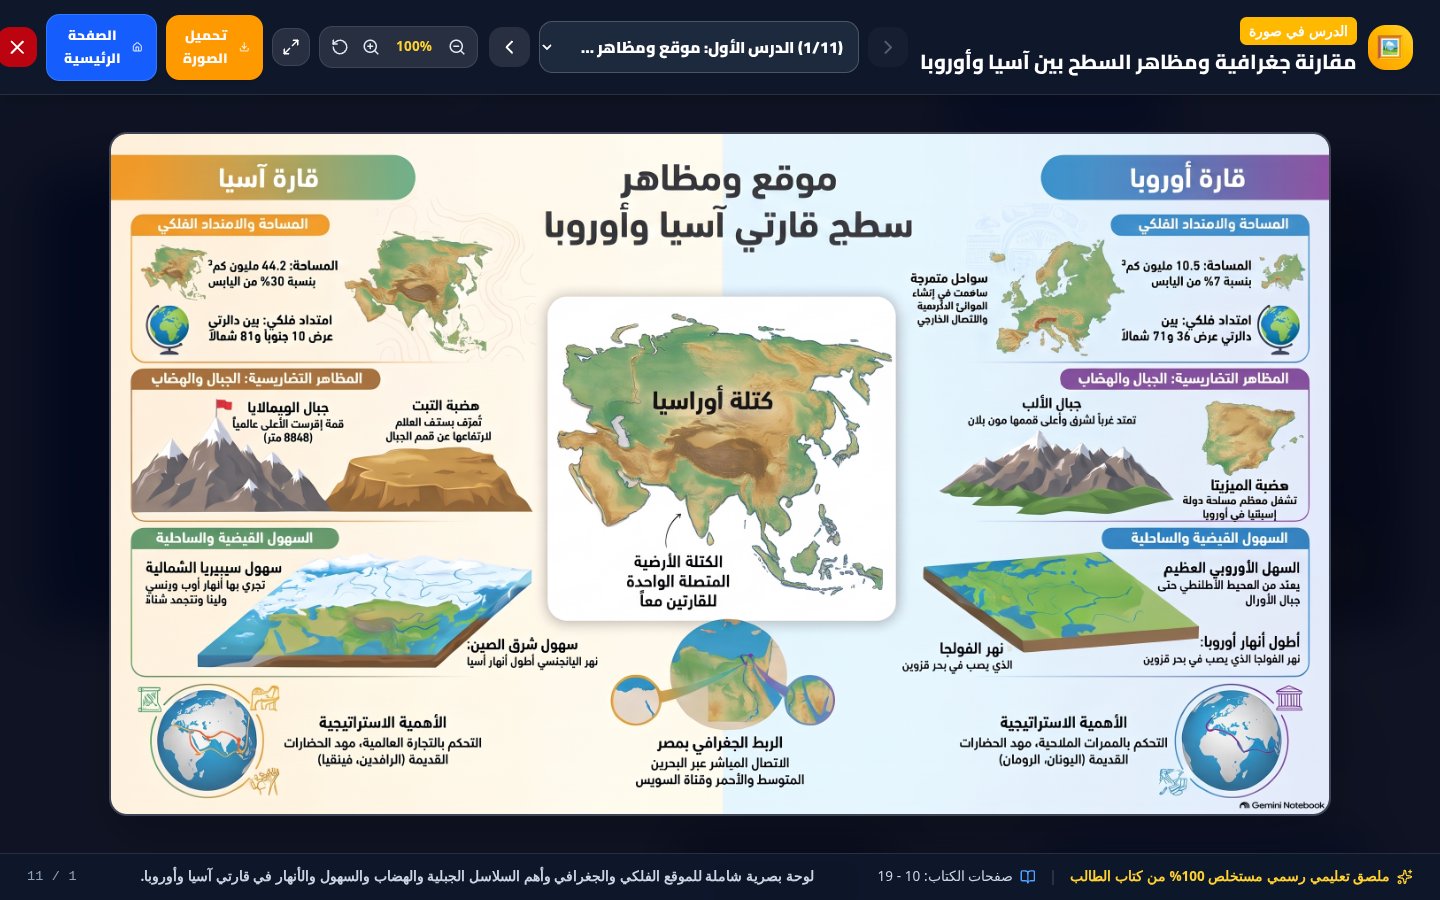 الدرس في صورة
مقارنة جغرافية ومظاهر السطح بين آسيا وأوروبا
(1/11) الدرس الأول: موقع ومظاهر ...
100%
تحميل الصورة
الصفحة الرئيسية
موقع ومظاهر
سطح قارتي آسيا وأوروبا
قارة أوروبا
المساحة والامتداد الفلكي
المساحة: 10.5 مليون كم³
بنسبة 7% من اليابس
امتداد فلكي: بين
دالرتي عرض 36 و71 شمالاً
سواحل متمرجة
في إنشاء
الموانئ
الخارجي
المظاهر التضاريسية: الجبال والهضاب
جبال الألب
تمتد غرباً لشرق وأعلى قممها مون بلان
هضبة الميزيتا
تشغل معظم مساحة دولة
إسبانيا في أوروبا
السهول الفيضية والساحلية
السهل الأوروبي العظيم
يمتد من المحيط الأطلنطي حتى
جبال الأورال
أطول أنهار أوروبا:
نهر الفولجا الذي يصب في بحر قزوين
نهر الفولجا
الذي يصب في بحر قزوين
الأهمية الاستراتيجية
التحكم بالممرات الملاحية، مهد الحضارات
القديمة (اليونان، الرومان)
كتلة أوراسيا
الكتلة الأرضية
المتصلة الواحدة
للقارتين معاً
الربط الجغرافي بمصر
الاتصال المباشر عبر البحرين
المتوسط والأحمر وقناة السويس
قارة آسيا
المساحة والامتداد الفلكي
المساحة: 44.2 مليون كم³
بنسبة 30% من اليابس
امتداد فلكي: بين دالرتي
عرض 10 جنوبا و81 شمالاً
المظاهر التضاريسية: الجبال والهضاب
جبال الهيمالايا
قمة إفرست الأعلى عالمياً
(8848 متر)
هضبة التبت
تُعرَف بسقف العالم
لارتفاعها عن قمم الجبال
السهول الفيضية والساحلية
سهول سيبيريا الشمالية
تجري بها أنهار أوب وينسي
ولينا وتتجمد شتاءً
سهول شرق الصين:
نهر اليانجتسي أطول أنهار آسيا
الأهمية الاستراتيجية
التحكم بالتجارة العالمية، مهد الحضارات
القديمة (الرافدين، فينقيا)
Gemini Notebook
ملصق تعليمي رسمي مستخلص 100% من كتاب الطالب
|
صفحات الكتاب: 10 - 19
لوحة بصرية شاملة للموقع الفلكي والجغرافي وأهم السلاسل الجبلية والهضاب والسهول والأنهار في قارتي آسيا وأوروبا.
11 / 1